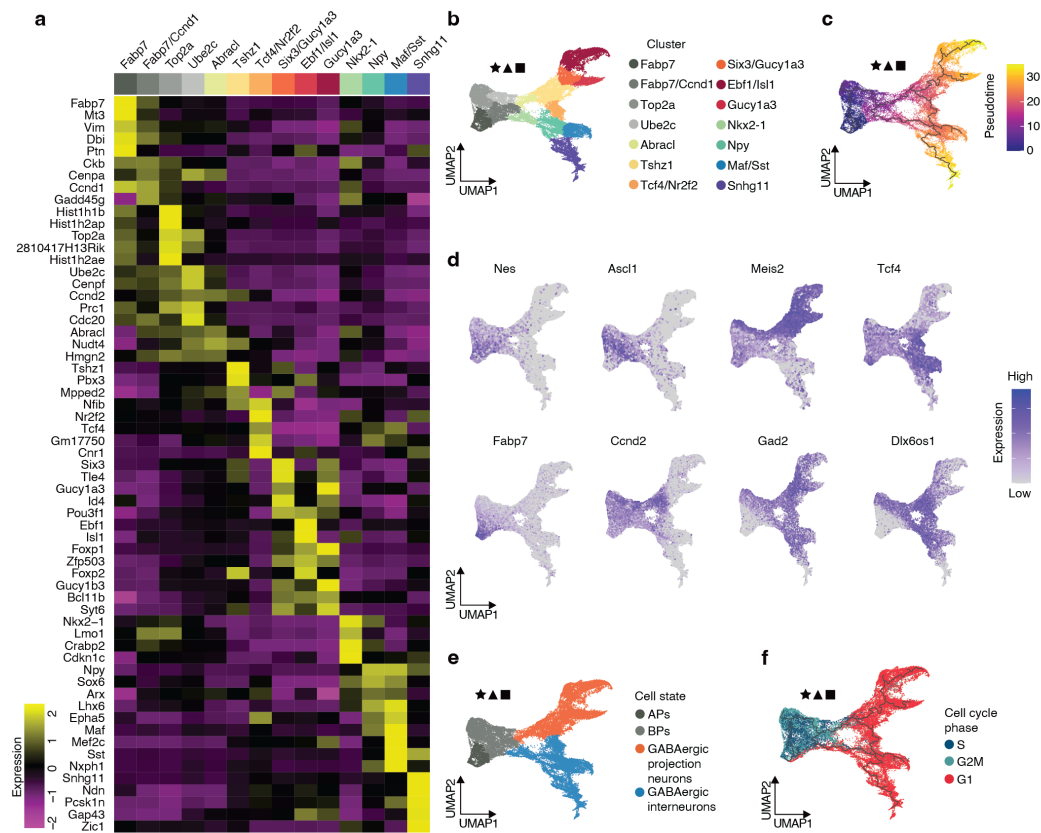 a
Fabp7
Fabp7/Ccnd1
Top2a
Ube2c
Abracl
Tshz1
Tcf4/Nr2f2
Six3/Gucy1a3
Ebf1/Isl1
Gucy1a3
Nkx2-1
Npy
Maf/Sst
Snhg11
Fabp7
Mt3
Vim
Dbi
Ptn
Ckb
Cenpa
Ccnd1
Gadd45g
Hist1h1b
Hist1h2ap
Top2a
2810417H13Rik
Hist1h2ae
Ube2c
Cenpf
Ccnd2
Prc1
Cdc20
Abracl
Nudt4
Hmgn2
Tshz1
Pbx3
Mpped2
Nfib
Nr2f2
Tcf4
Gm17750
Cnr1
Six3
Tle4
Gucy1a3
Id4
Pou3f1
Ebf1
Isl1
Foxp1
Zfp503
Foxp2
Gucy1b3
Bcl11b
Syt6
Nkx2−1
Lmo1
Crabp2
Cdkn1c
Npy
Sox6
Arx
Lhx6
Epha5
Maf
Mef2c
Sst
Nxph1
Snhg11
Ndn
Pcsk1n
Gap43
Zic1
Expression
2
1
0
−1
−2
b
UMAP2
UMAP1
Cluster
Fabp7
Fabp7/Ccnd1
Top2a
Ube2c
Abracl
Tshz1
Tcf4/Nr2f2
Six3/Gucy1a3
Ebf1/Isl1
Gucy1a3
Nkx2-1
Npy
Maf/Sst
Snhg11
c
UMAP2
UMAP1
Pseudotime
30
20
10
0
d
Nes
Ascl1
Meis2
Tcf4
Fabp7
Ccnd2
Gad2
Dlx6os1
UMAP2
UMAP1
High
Expression
Low
e
UMAP2
UMAP1
Cell state
APs
BPs
GABAergic
projection
neurons
GABAergic
interneurons
f
UMAP2
UMAP1
Cell cycle
phase
S
G2M
G1